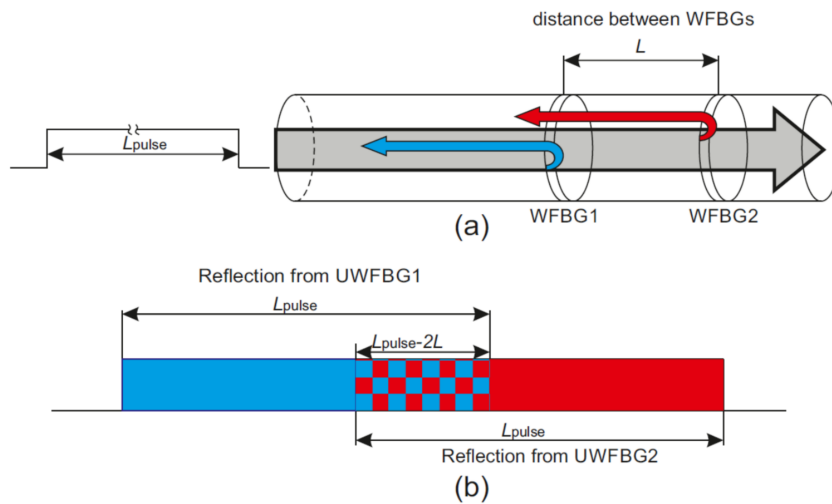 distance between WFBGs
L
Lpulse
WFBG1
WFBG2
(a)
Reflection from UWFBG1
Lpulse
Lpulse-2L
Lpulse
Reflection from UWFBG2
(b)